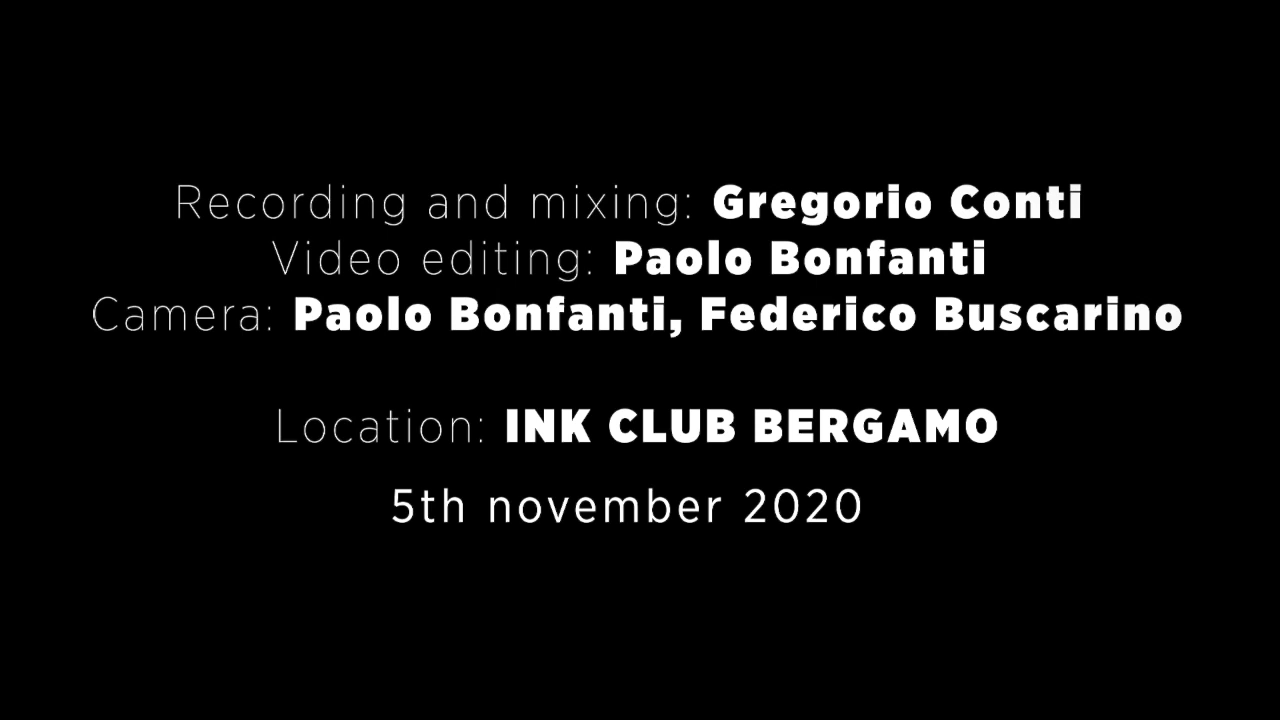 Recording and mixing: Gregorio Conti
Video editing: Paolo Bonfanti
Camera: Paolo Bonfanti, Federico Buscarino
Location: INK CLUB BERGAMO
5th november 2020